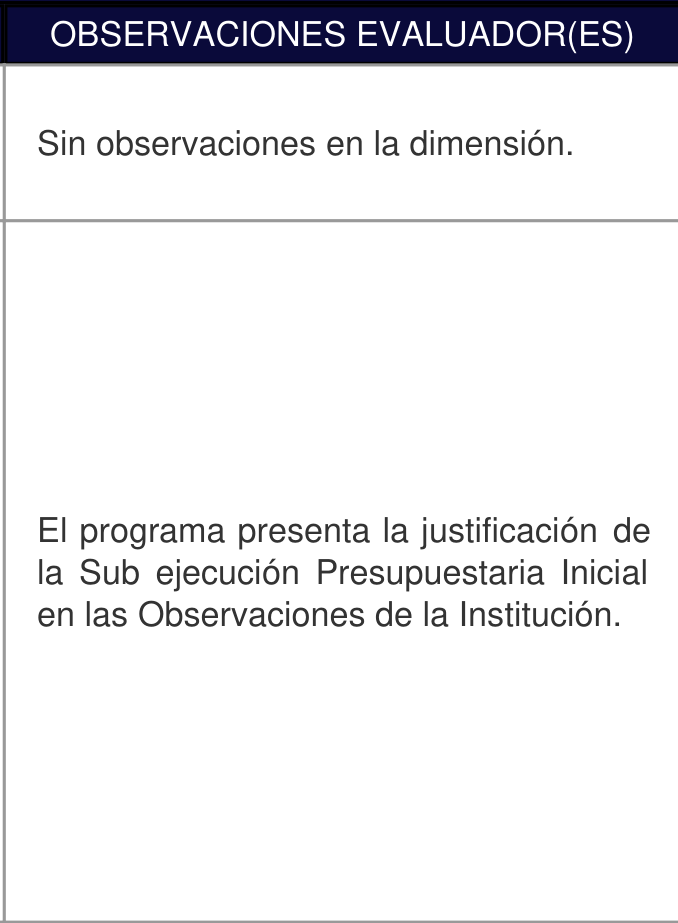 OBSERVACIONES EVALUADOR(ES)
Sin observaciones en la dimensión.
El programa presenta la justificación de
la Sub ejecución Presupuestaria Inicial
en las Observaciones de la Institución.